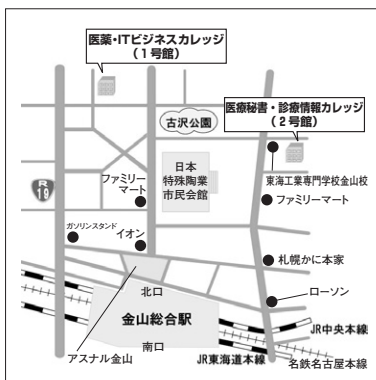 医薬・ITビジネスカレッジ
(1号館)
医療秘書・診療情報カレッジ
(2号館)
古沢公園
日本
特殊陶業
市民会館
東海工業専門学校金山校
ファミリー
マート
ファミリーマート
R
19
ガソリンスタンド
イオン
札幌かに本家
北口
ローソン
金山総合駅
JR中央本線
南口
アスナル金山
JR東海道本線
名鉄名古屋本線